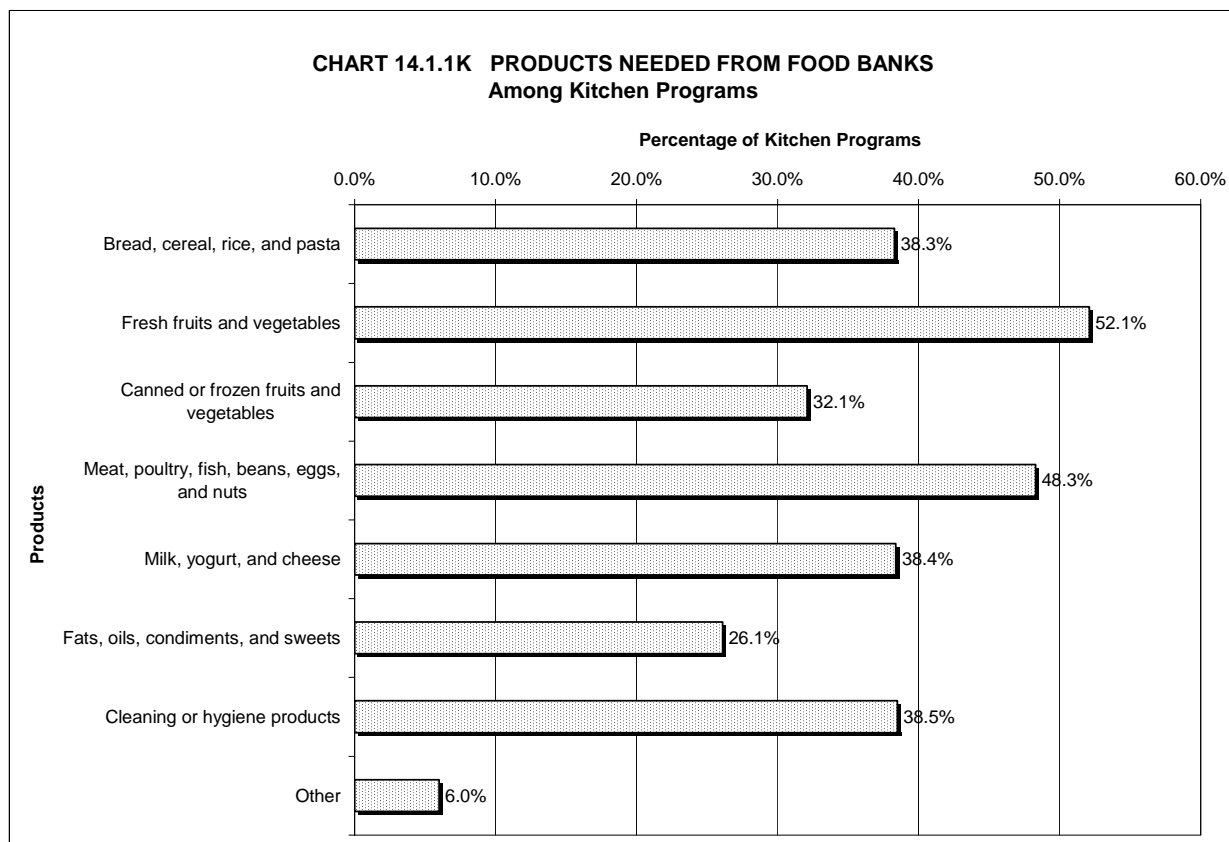 CHART 14.1.1K PRODUCTS NEEDED FROM FOOD BANKS
Among Kitchen Programs
Percentage of Kitchen Programs
0.0% 10.0% 20.0% 30.0% 40.0% 50.0% 60.0%
Products
Bread, cereal, rice, and pasta 38.3%
Fresh fruits and vegetables 52.1%
Canned or frozen fruits and
vegetables 32.1%
Meat, poultry, fish, beans, eggs,
and nuts 48.3%
Milk, yogurt, and cheese 38.4%
Fats, oils, condiments, and sweets 26.1%
Cleaning or hygiene products 38.5%
Other 6.0%